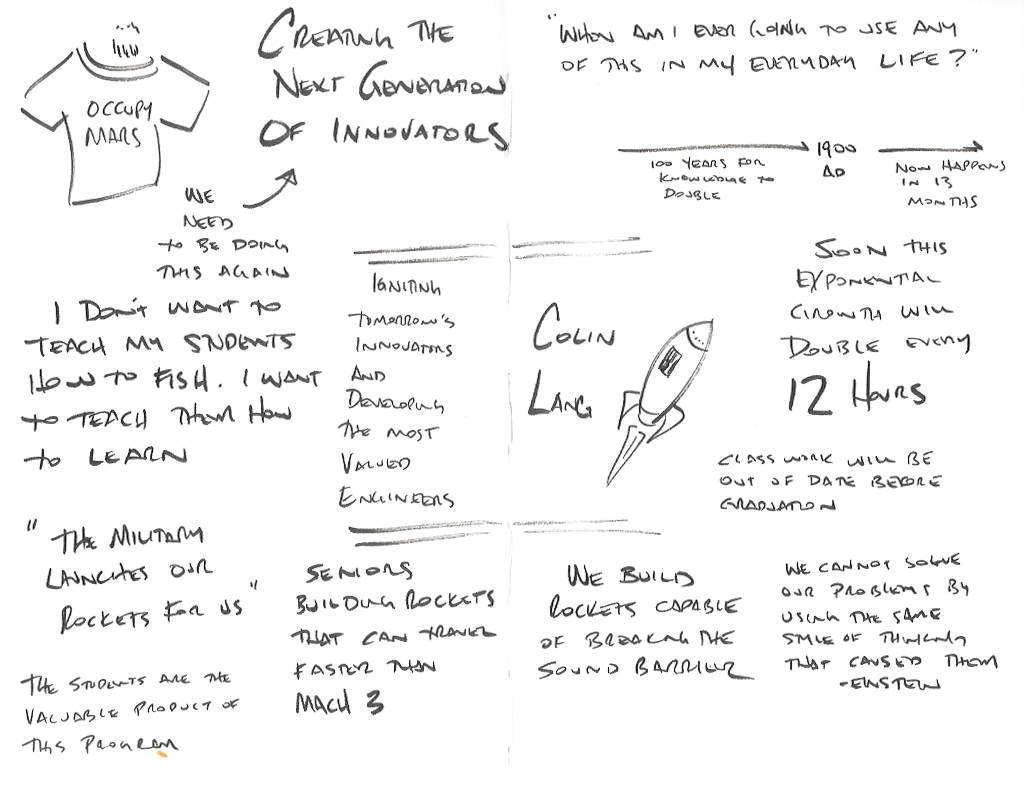 OCCUPY
MARS
CREATING THE
NEXT GENERATION
OF INNOVATORS
WE
NEED
TO BE DOING
THIS AGAIN
"WHEN AM I EVER GOING TO USE ANY
OF THIS IN MY EVERYDAY LIFE?"
100 YEARS FOR
KNOWLEDGE TO
DOUBLE
1900
AD
NOW HAPPENS
IN 13
MONTHS
I DON'T WANT TO
TEACH MY STUDENTS
HOW TO FISH. I WANT
TO TEACH THEM HOW
TO LEARN
IGNITING
TOMORROW'S
INNOVATORS
AND
DEVELOPING
THE MOST
VALUED
ENGINEERS
COLIN
LANG
SOON THIS
EXPONENTIAL
GROWTH WILL
DOUBLE EVERY
12 HOURS
CLASS WORK WILL BE
OUT OF DATE BEFORE
GRADUATION
"THE MILITARY
LAUNCHES OUR
ROCKETS FOR US"
THE STUDENTS ARE THE
VALUABLE PRODUCT OF
THIS PROGRAM
SENIORS
BUILDING ROCKETS
THAT CAN TRAVEL
FASTER THAN
MACH 3
WE BUILD
ROCKETS CAPABLE
OF BREAKING THE
SOUND BARRIER
WE CANNOT SOLVE
OUR PROBLEMS BY
USING THE SAME
STYLE OF THINKING
THAT CAUSED THEM
-EINSTEIN